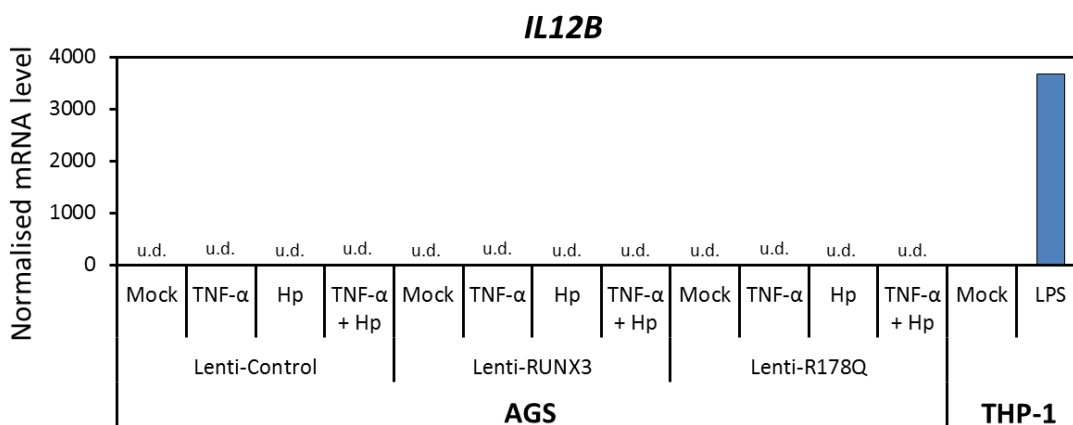 IL12B
Normalised mRNA level
4000
3000
2000
1000
0
u.d. u.d. u.d. u.d. u.d. u.d. u.d. u.d. u.d. u.d. u.d. u.d.
Mock TNF-α Hp TNF-α Mock TNF-α Hp TNF-α Mock TNF-α Hp TNF-α Mock LPS
+ Hp + Hp + Hp
Lenti-Control Lenti-RUNX3 Lenti-R178Q
AGS THP-1